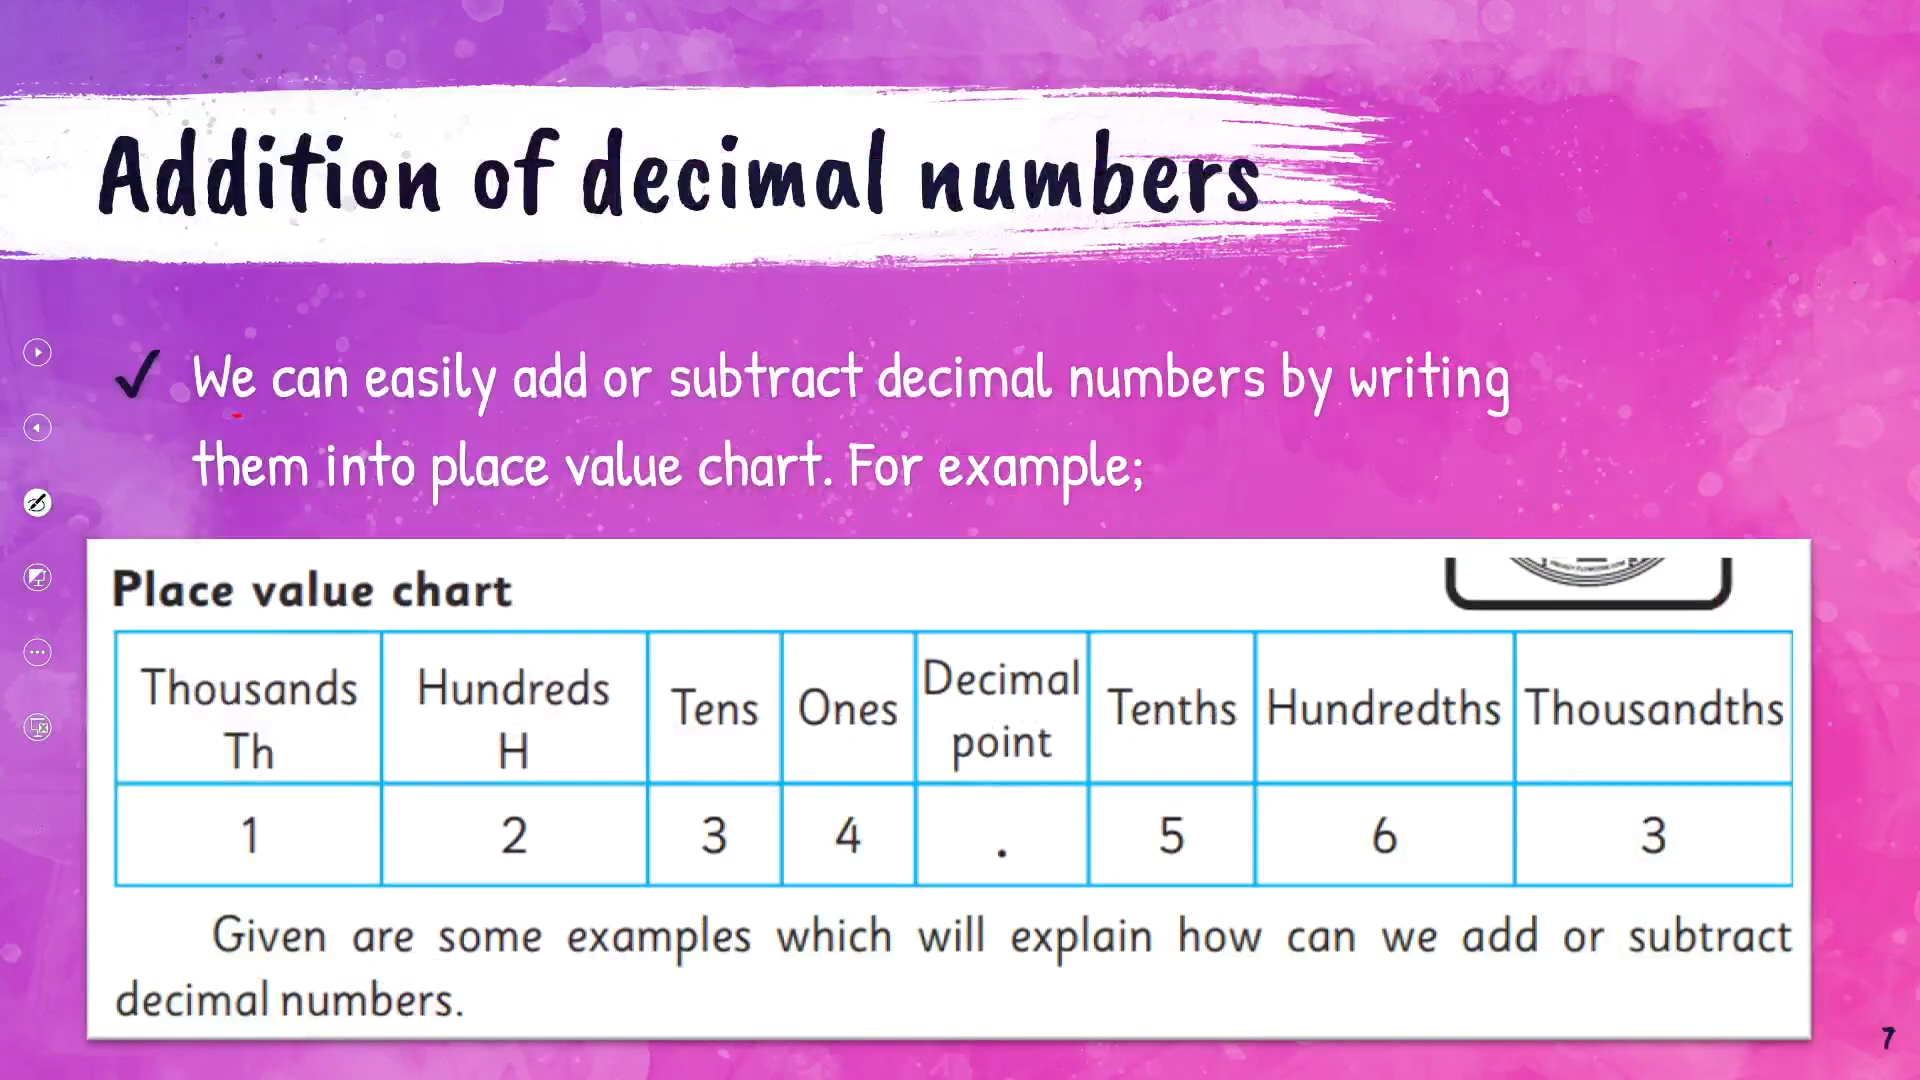 Addition of decimal numbers
✓ We can easily add or subtract decimal numbers by writing
them into place value chart. For example;
Place value chart
Thousands Th Hundreds H Tens Ones Decimal point Tenths Hundredths Thousandths
1 2 3 4 . 5 6 3
Given are some examples which will explain how can we add or subtract
decimal numbers.
7